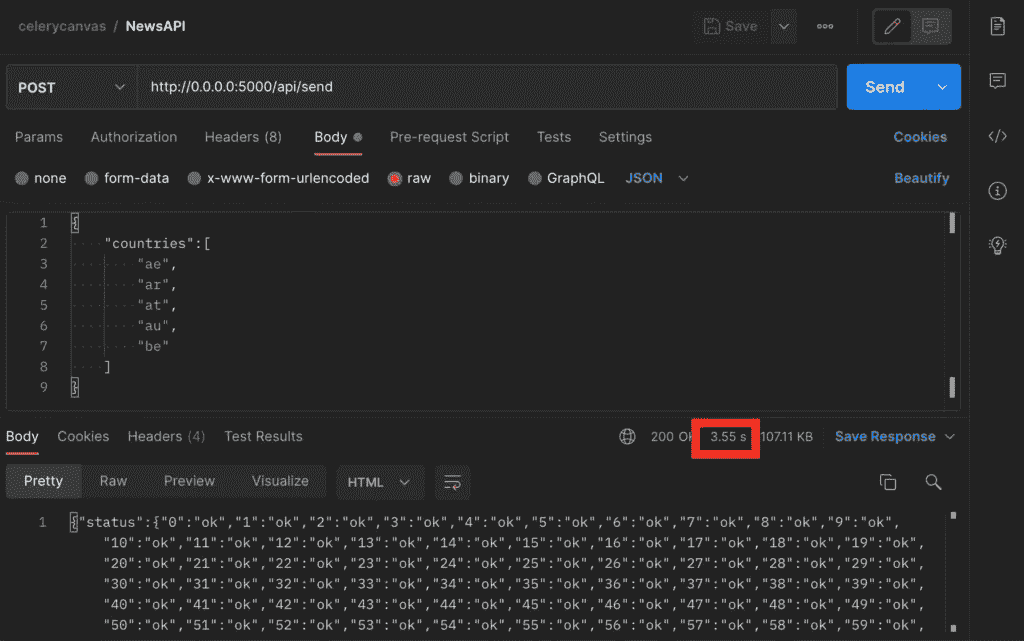 celerycanvas / NewsAPI Save
POST http://0.0.0.0:5000/api/send Send
Params Authorization Headers (8) Body Pre-request Script Tests Settings Cookies
none form-data x-www-form-urlencoded raw binary GraphQL JSON Beautify
1 {
2 "countries":[
3 "ae",
4 "ar",
5 "at",
6 "au",
7 "be"
8 ]
9 }
Body Cookies Headers (4) Test Results 200 OK 3.55 s 107.11 KB Save Response
Pretty Raw Preview Visualize HTML
1 {"status":{"0":"ok","1":"ok","2":"ok","3":"ok","4":"ok","5":"ok","6":"ok","7":"ok","8":"ok","9":"ok",
"10":"ok","11":"ok","12":"ok","13":"ok","14":"ok","15":"ok","16":"ok","17":"ok","18":"ok","19":"ok",
"20":"ok","21":"ok","22":"ok","23":"ok","24":"ok","25":"ok","26":"ok","27":"ok","28":"ok","29":"ok",
"30":"ok","31":"ok","32":"ok","33":"ok","34":"ok","35":"ok","36":"ok","37":"ok","38":"ok","39":"ok",
"40":"ok","41":"ok","42":"ok","43":"ok","44":"ok","45":"ok","46":"ok","47":"ok","48":"ok","49":"ok",
"50":"ok","51":"ok","52":"ok","53":"ok","54":"ok","55":"ok","56":"ok","57":"ok","58":"ok","59":"ok",